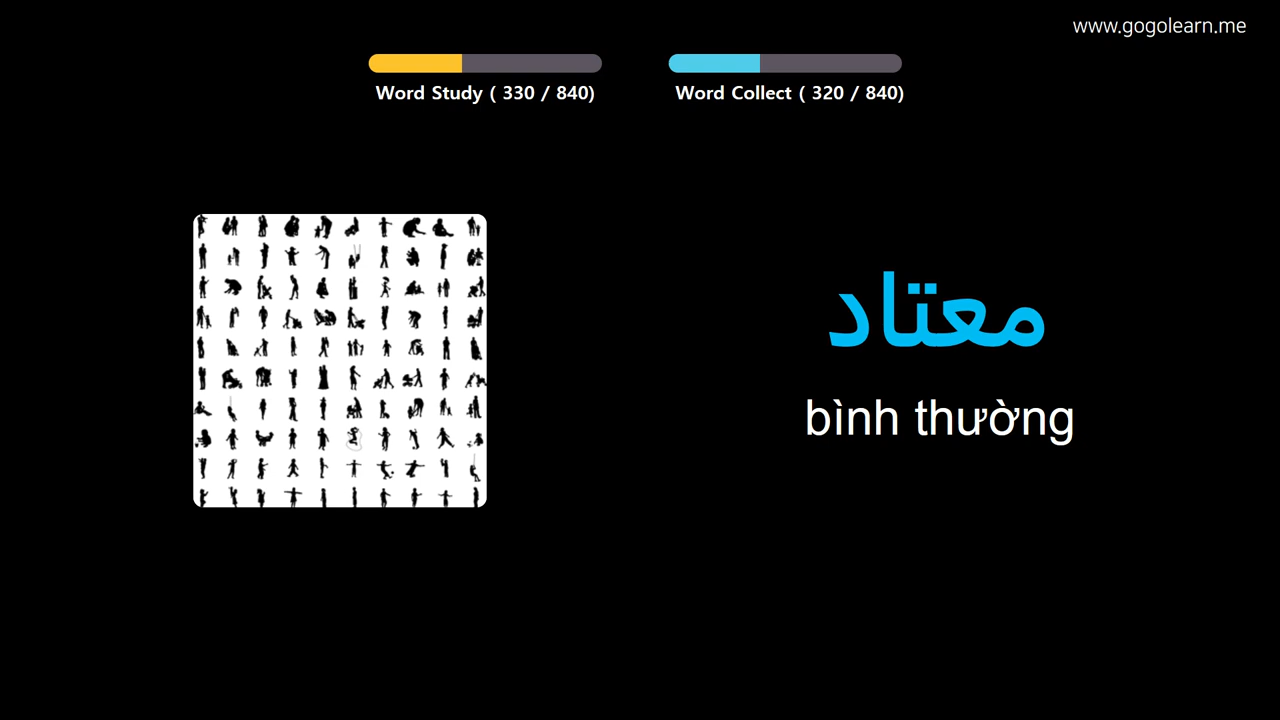 www.gogolearn.me
Word Study ( 330 / 840)
Word Collect ( 320 / 840)
معتاد
bình thường